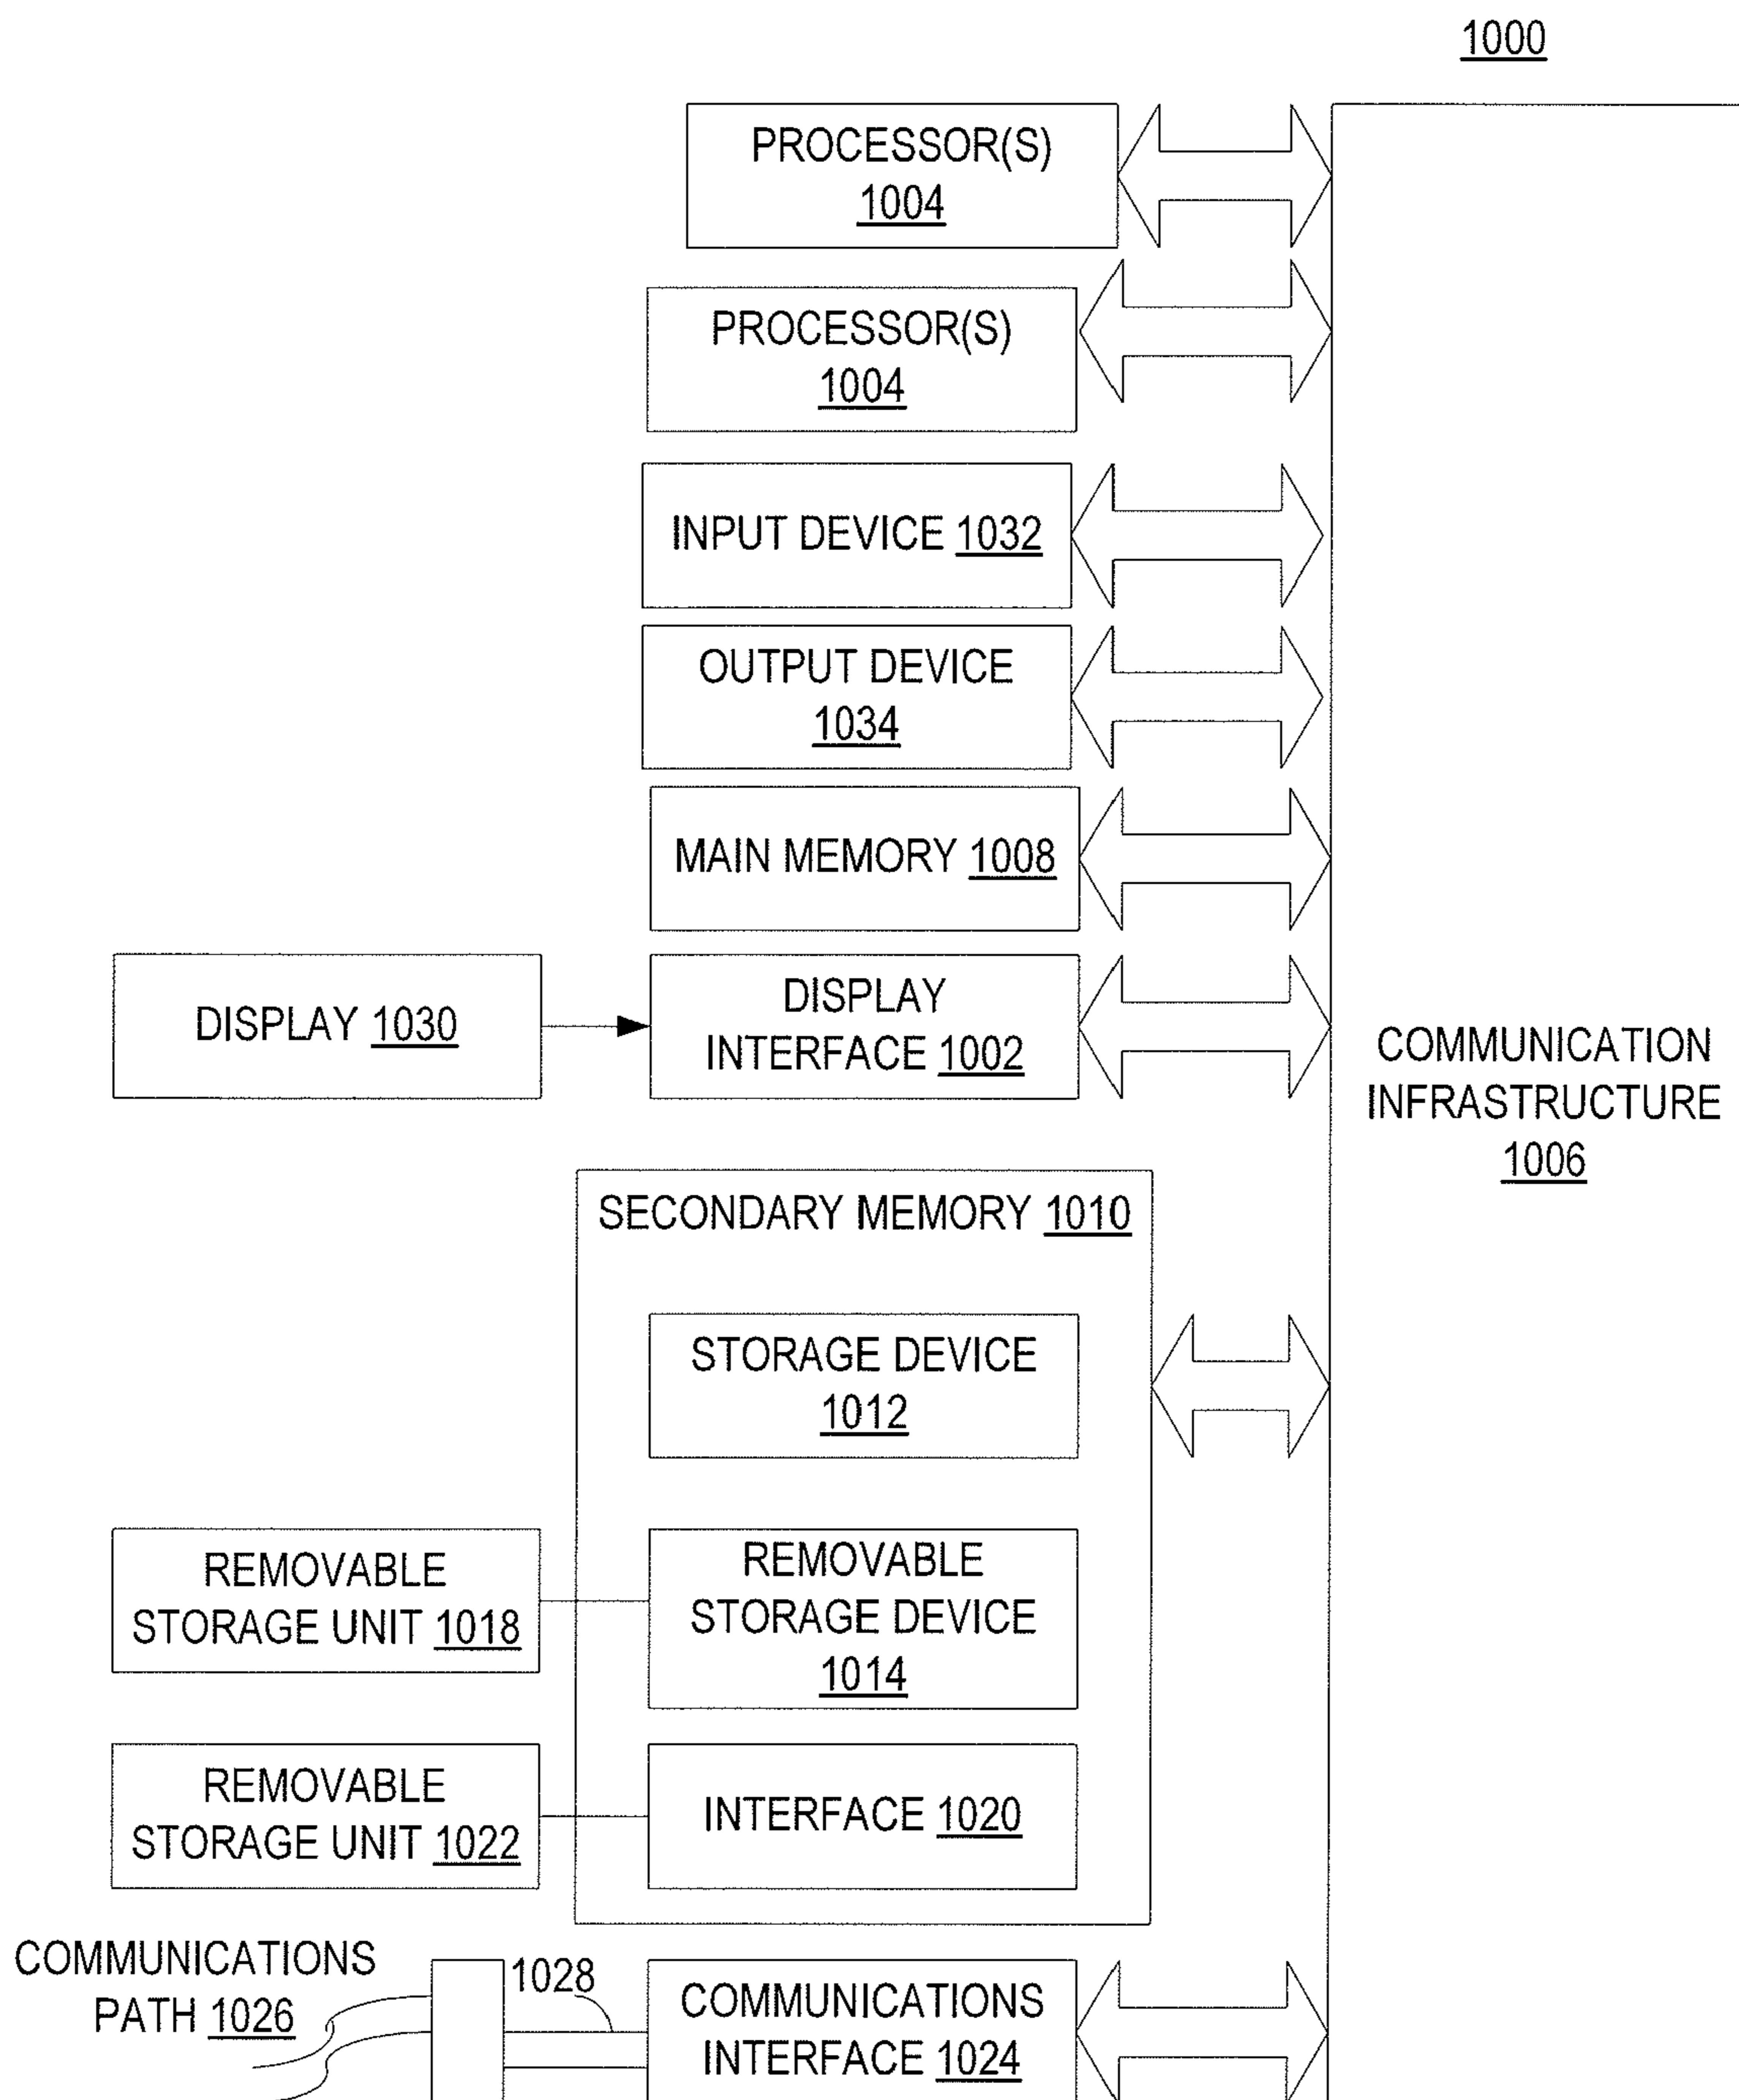 1000
PROCESSOR(S)
1004
PROCESSOR(S)
1004
INPUT DEVICE 1032
OUTPUT DEVICE
1034
MAIN MEMORY 1008
DISPLAY 1030
DISPLAY
INTERFACE 1002
COMMUNICATION
INFRASTRUCTURE
1006
SECONDARY MEMORY 1010
STORAGE DEVICE
1012
REMOVABLE
STORAGE UNIT 1018
REMOVABLE
STORAGE DEVICE
1014
REMOVABLE
STORAGE UNIT 1022
INTERFACE 1020
COMMUNICATIONS
PATH 1026
1028
COMMUNICATIONS
INTERFACE 1024